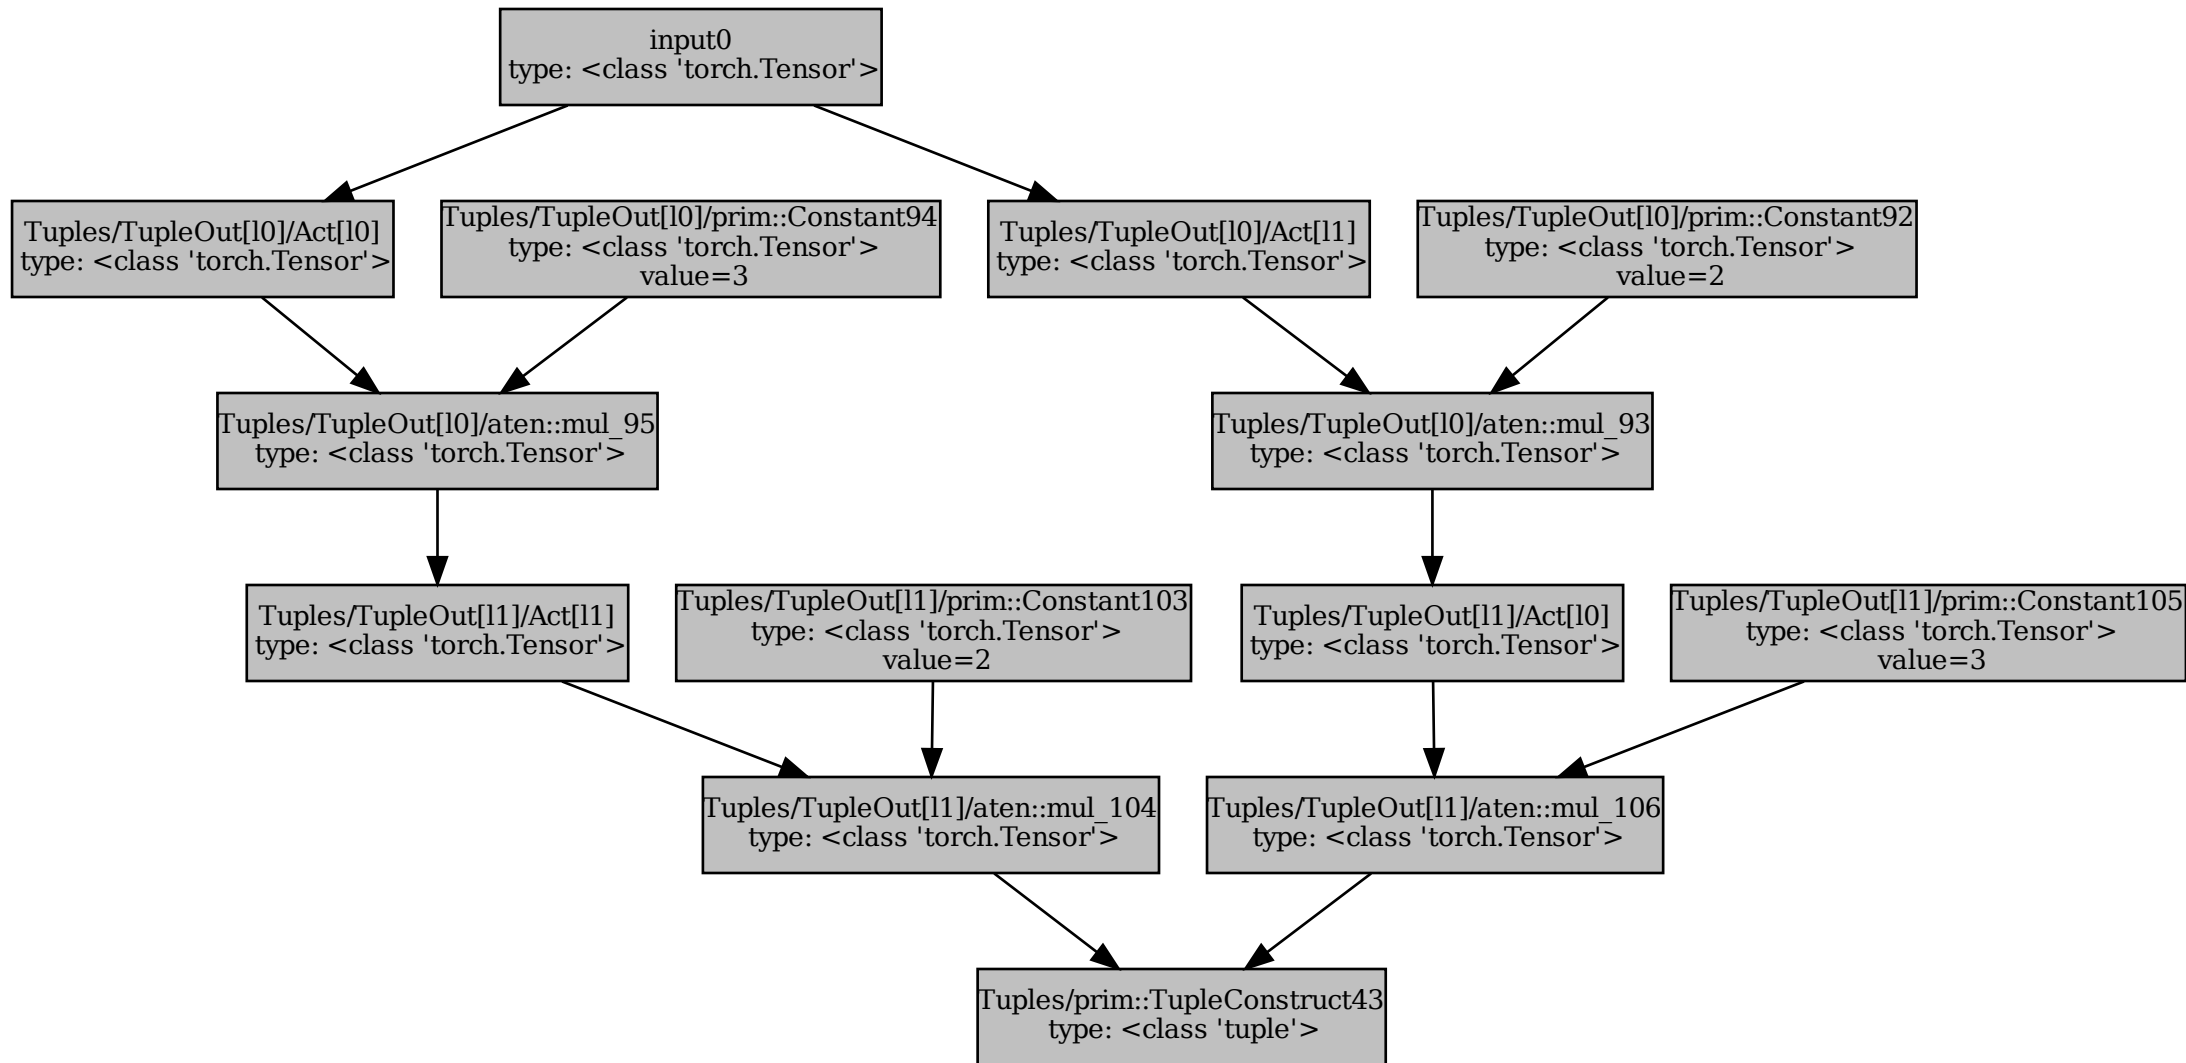 input0
type: <class 'torch.Tensor'>
Tuples/TupleOut[l0]/Act[l0]
type: <class 'torch.Tensor'>
Tuples/TupleOut[l0]/prim::Constant94
type: <class 'torch.Tensor'>
value=3
Tuples/TupleOut[l0]/Act[l1]
type: <class 'torch.Tensor'>
Tuples/TupleOut[l0]/prim::Constant92
type: <class 'torch.Tensor'>
value=2
Tuples/TupleOut[l0]/aten::mul_95
type: <class 'torch.Tensor'>
Tuples/TupleOut[l0]/aten::mul_93
type: <class 'torch.Tensor'>
Tuples/TupleOut[l1]/Act[l1]
type: <class 'torch.Tensor'>
Tuples/TupleOut[l1]/prim::Constant103
type: <class 'torch.Tensor'>
value=2
Tuples/TupleOut[l1]/Act[l0]
type: <class 'torch.Tensor'>
Tuples/TupleOut[l1]/prim::Constant105
type: <class 'torch.Tensor'>
value=3
Tuples/TupleOut[l1]/aten::mul_104
type: <class 'torch.Tensor'>
Tuples/TupleOut[l1]/aten::mul_106
type: <class 'torch.Tensor'>
Tuples/prim::TupleConstruct43
type: <class 'tuple'>